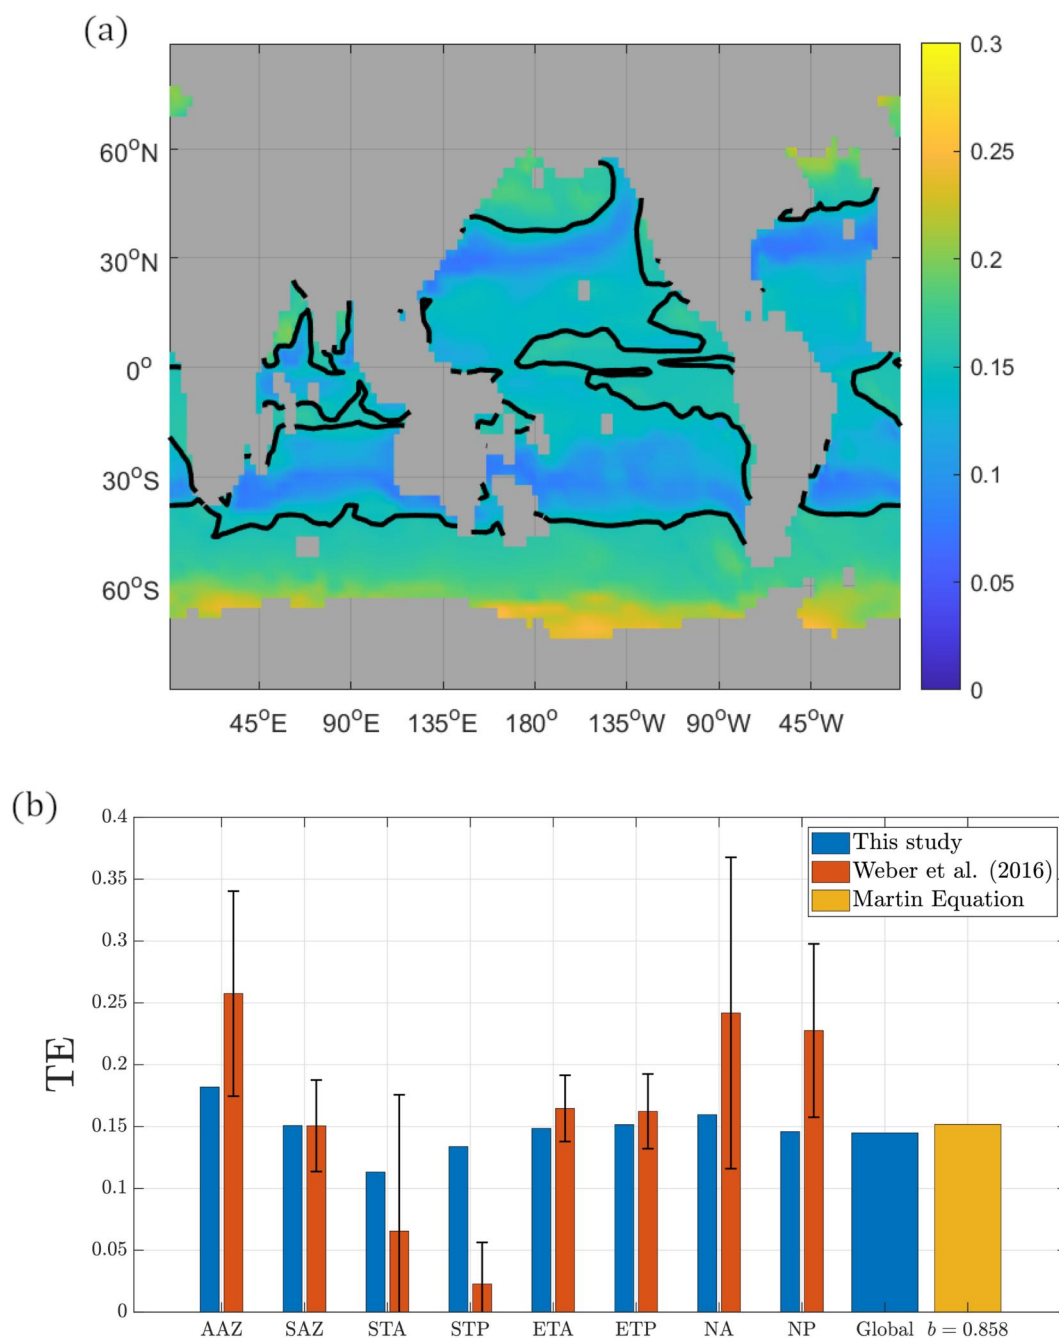 (a)
60°N
30°N
0°
30°S
60°S
45°E 90°E 135°E 180° 135°W 90°W 45°W
0.3
0.25
0.2
0.15
0.1
0.05
0
(b)
TE
0.4
0.35
0.3
0.25
0.2
0.15
0.1
0.05
0
This study
Weber et al. (2016)
Martin Equation
AAZ SAZ STA STP ETA ETP NA NP Global b = 0.858